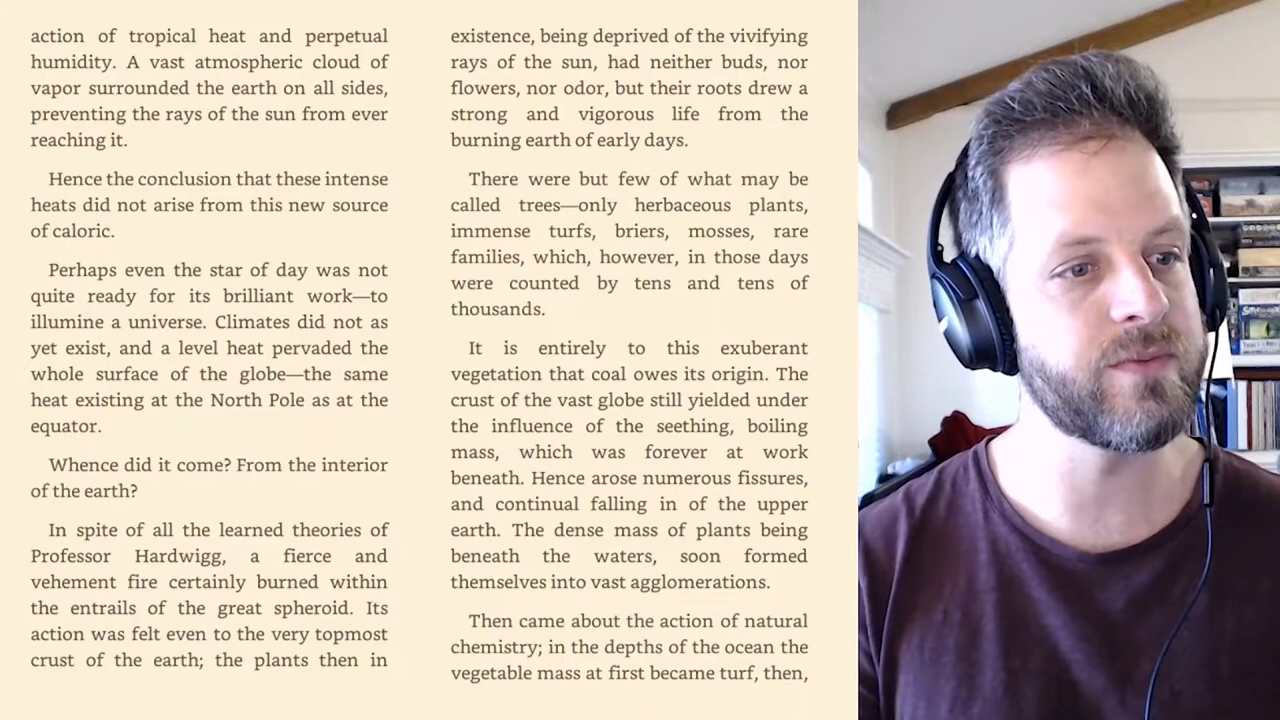 action of tropical heat and perpetual
humidity. A vast atmospheric cloud of
vapor surrounded the earth on all sides,
preventing the rays of the sun from ever
reaching it.
Hence the conclusion that these intense
heats did not arise from this new source
of caloric.
Perhaps even the star of day was not
quite ready for its brilliant work—to
illumine a universe. Climates did not as
yet exist, and a level heat pervaded the
whole surface of the globe—the same
heat existing at the North Pole as at the
equator.
Whence did it come? From the interior
of the earth?
In spite of all the learned theories of
Professor Hardwigg, a fierce and
vehement fire certainly burned within
the entrails of the great spheroid. Its
action was felt even to the very topmost
crust of the earth; the plants then in
existence, being deprived of the vivifying
rays of the sun, had neither buds, nor
flowers, nor odor, but their roots drew a
strong and vigorous life from the
burning earth of early days.
There were but few of what may be
called trees—only herbaceous plants,
immense turfs, briers, mosses, rare
families, which, however, in those days
were counted by tens and tens of
thousands.
It is entirely to this exuberant
vegetation that coal owes its origin. The
crust of the vast globe still yielded under
the influence of the seething, boiling
mass, which was forever at work
beneath. Hence arose numerous fissures,
and continual falling in of the upper
earth. The dense mass of plants being
beneath the waters, soon formed
themselves into vast agglomerations.
Then came about the action of natural
chemistry; in the depths of the ocean the
vegetable mass at first became turf, then,